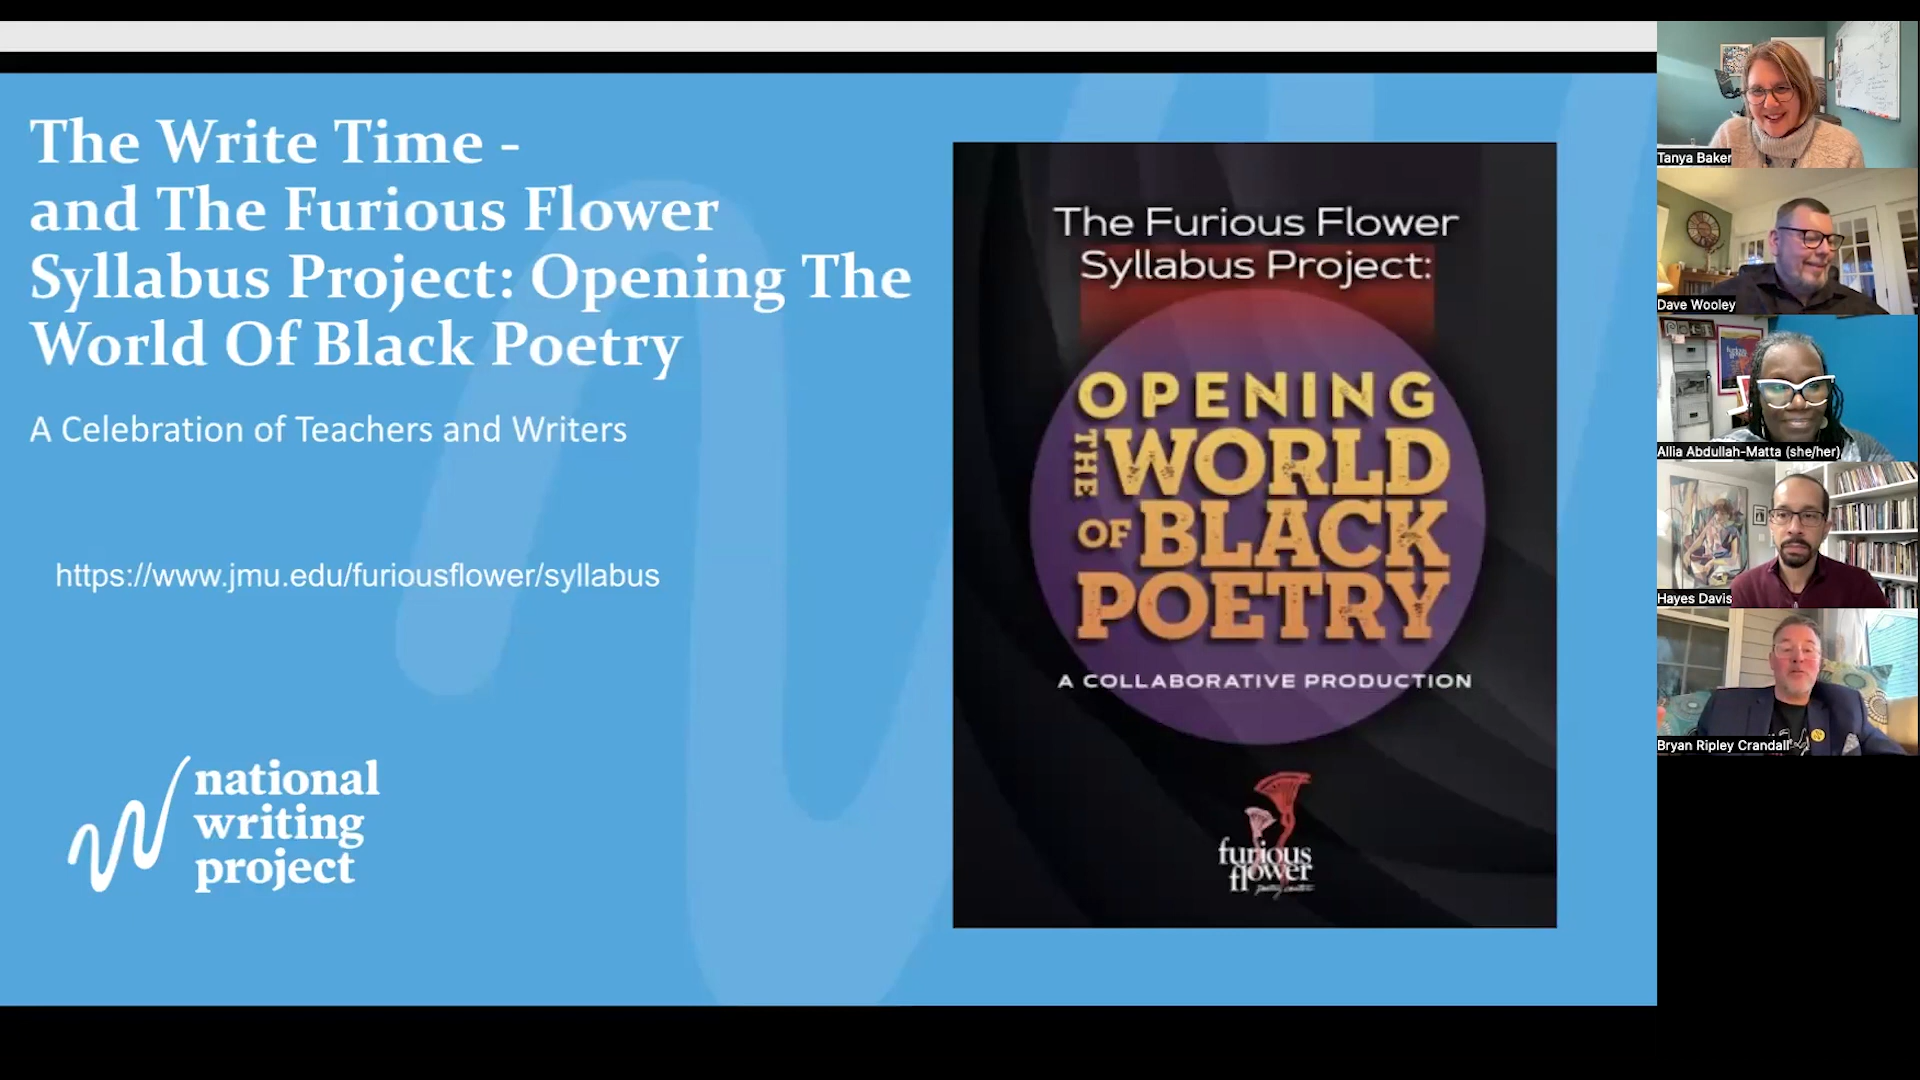 The Write Time -
and The Furious Flower
Syllabus Project: Opening The
World Of Black Poetry
A Celebration of Teachers and Writers
https://www.jmu.edu/furiousflower/syllabus
national
writing
project
The Furious Flower
Syllabus Project:
OPENING
THE WORLD
OF BLACK
POETRY
A COLLABORATIVE PRODUCTION
furious
flower
poetry center
Tanya Baker
Dave Wooley
Allia Abdullah-Matta (she/her)
Hayes Davis
Bryan Ripley Crandall